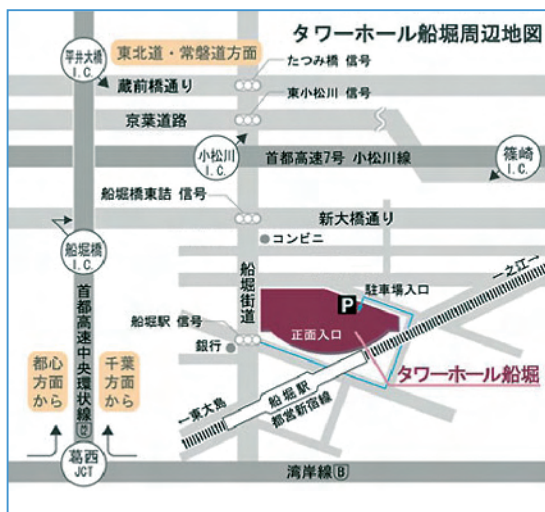 タワーホール船堀周辺地図
平井大橋
I.C.
東北道・常磐道方面
たつみ橋 信号
蔵前橋通り
東小松川 信号
京葉道路
小松川
I.C.
首都高速7号 小松川線
篠崎
I.C.
船堀橋東詰 信号
新大橋通り
コンビニ
船堀橋
I.C.
船堀街道
駐車場入口
一之江→
P
首都高速中央環状線
船堀駅 信号
正面入口
銀行
タワーホール船堀
都心
方面
から
千葉
方面
から
船堀駅
都営新宿線
←東大島
葛西
JCT
湾岸線B